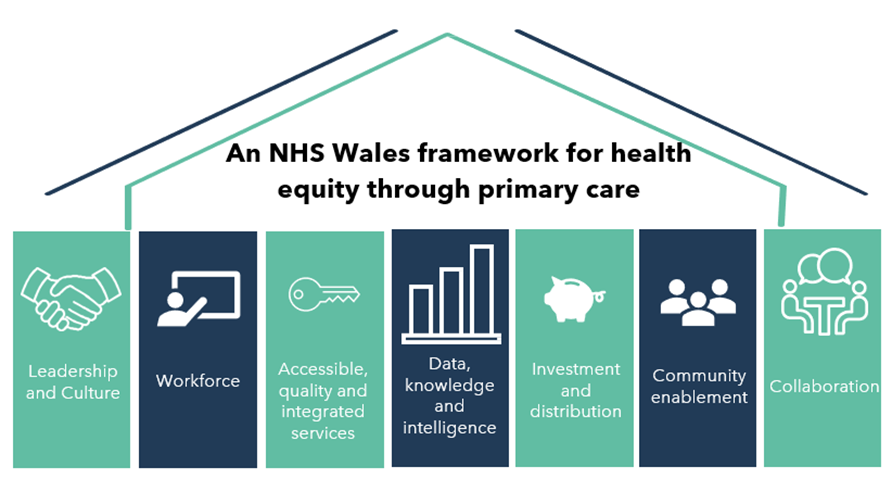 An NHS Wales framework for health
equity through primary care
Leadership
and Culture
Workforce
Accessible,
quality and
integrated
services
Data,
knowledge
and
intelligence
Investment
and
distribution
Community
enablement
Collaboration